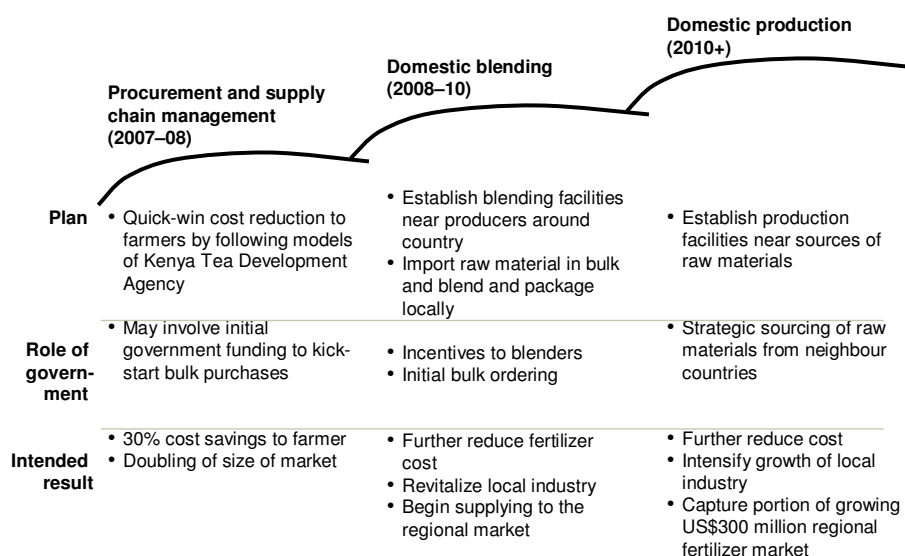 Domestic production
(2010+)
Domestic blending
(2008–10)
Procurement and supply
chain management
(2007–08)
Plan
• Quick-win cost reduction to
farmers by following models
of Kenya Tea Development
Agency
• Establish blending facilities
near producers around
country
• Import raw material in bulk
and blend and package
locally
• Establish production
facilities near sources of
raw materials
Role of
govern-
ment
• May involve initial
government funding to kick-
start bulk purchases
• Incentives to blenders
• Initial bulk ordering
• Strategic sourcing of raw
materials from neighbour
countries
Intended
result
• 30% cost savings to farmer
• Doubling of size of market
• Further reduce fertilizer
cost
• Revitalize local industry
• Begin supplying to the
regional market
• Further reduce cost
• Intensify growth of local
industry
• Capture portion of growing
US$300 million regional
fertilizer market